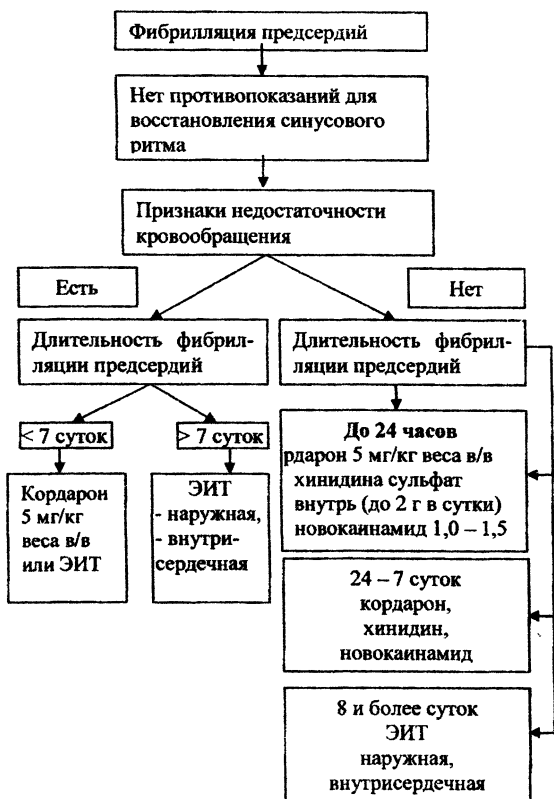 Фибрилляция предсердий
Нет противопоказаний для
восстановления синусового
ритма
Признаки недостаточности
кровообращения
Есть
Нет
Длительность фибрил-
ляции предсердий
Длительность фибрил-
ляции предсердий
< 7 суток
> 7 суток
Кордарон
5 мг/кг
веса в/в
или ЭИТ
ЭИТ
- наружная,
- внутри-
сердечная
До 24 часов
рдарон 5 мг/кг веса в/в
хинидина сульфат
внутрь (до 2 г в сутки)
новокаинамид 1,0 – 1,5
24 – 7 суток
кордарон,
хинидин,
новокаинамид
8 и более суток
ЭИТ
наружная,
внутрисердечная